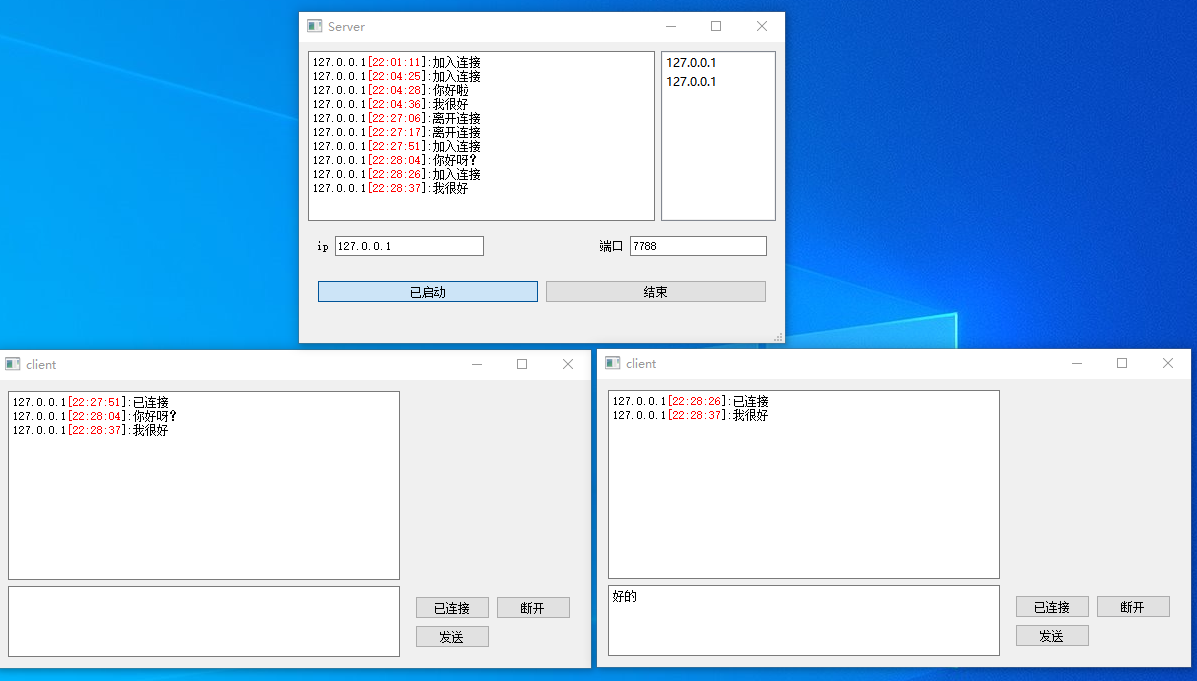 Server
127.0.0.1[22:01:11]:加入连接
127.0.0.1[22:04:25]:加入连接
127.0.0.1[22:04:28]:你好啦
127.0.0.1[22:04:36]:我很好
127.0.0.1[22:27:06]:离开连接
127.0.0.1[22:27:17]:离开连接
127.0.0.1[22:27:51]:加入连接
127.0.0.1[22:28:04]:你好呀?
127.0.0.1[22:28:26]:加入连接
127.0.0.1[22:28:37]:我很好
127.0.0.1
127.0.0.1
ip 127.0.0.1 端口 7788
已启动 结束
client
127.0.0.1[22:27:51]:已连接
127.0.0.1[22:28:04]:你好呀?
127.0.0.1[22:28:37]:我很好
已连接 断开
发送
client
127.0.0.1[22:28:26]:已连接
127.0.0.1[22:28:37]:我很好
好的
已连接 断开
发送